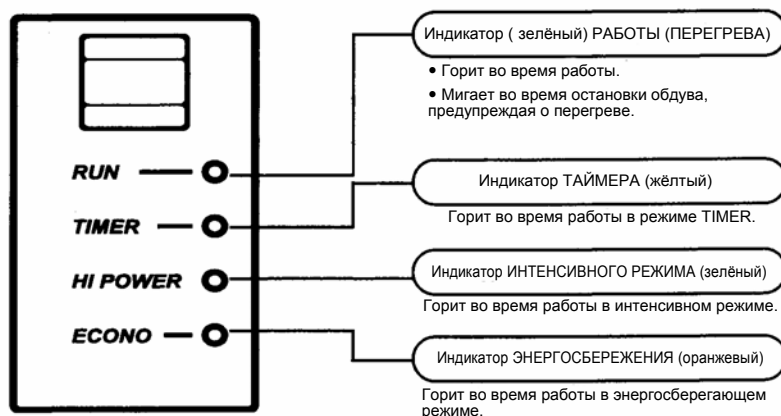 Индикатор ( зелёный) РАБОТЫ (ПЕРЕГРЕВА)
• Горит во время работы.
• Мигает во время остановки обдува,
предупреждая о перегреве.
RUN
Индикатор ТАЙМЕРА (жёлтый)
Горит во время работы в режиме TIMER.
TIMER
Индикатор ИНТЕНСИВНОГО РЕЖИМА (зелёный)
Горит во время работы в интенсивном режиме.
HI POWER
Индикатор ЭНЕРГОСБЕРЕЖЕНИЯ (оранжевый)
Горит во время работы в энергосберегающем
режиме.
ECONO